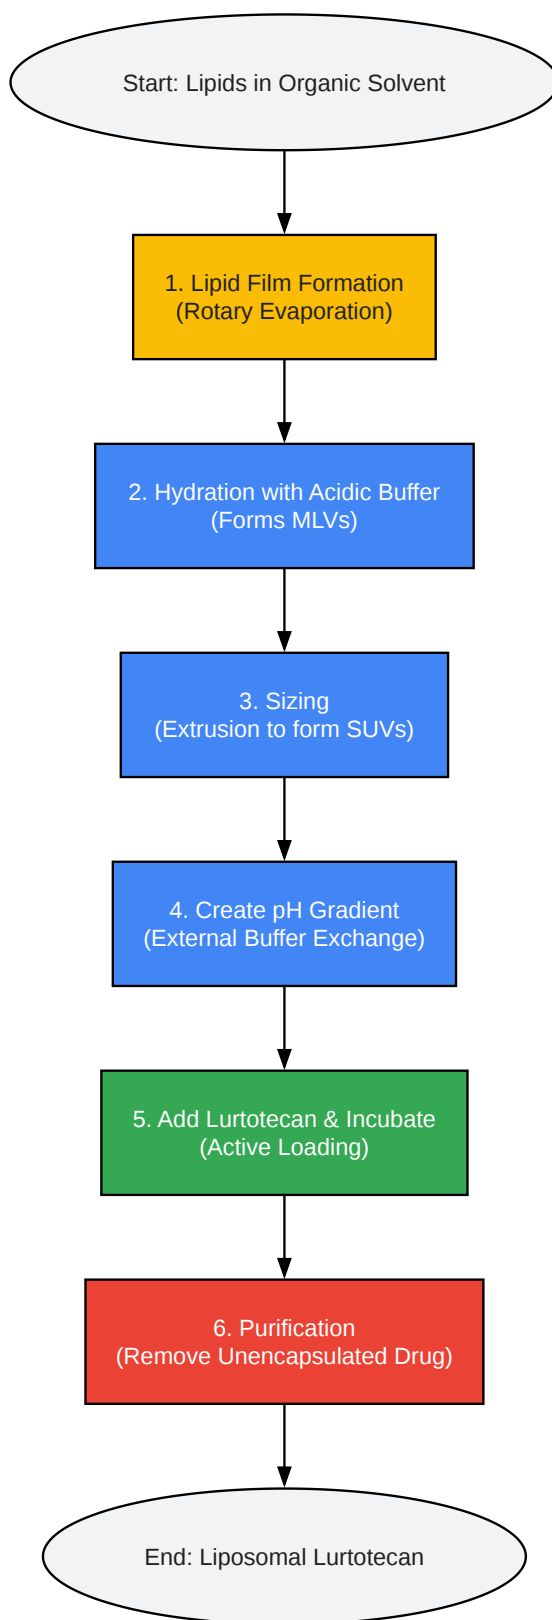 Start: Lipids in Organic Solvent
1. Lipid Film Formation
(Rotary Evaporation)
2. Hydration with Acidic Buffer
(Forms MLVs)
3. Sizing
(Extrusion to form SUVs)
4. Create pH Gradient
(External Buffer Exchange)
5. Add Lurtotecan & Incubate
(Active Loading)
6. Purification
(Remove Unencapsulated Drug)
End: Liposomal Lurtotecan